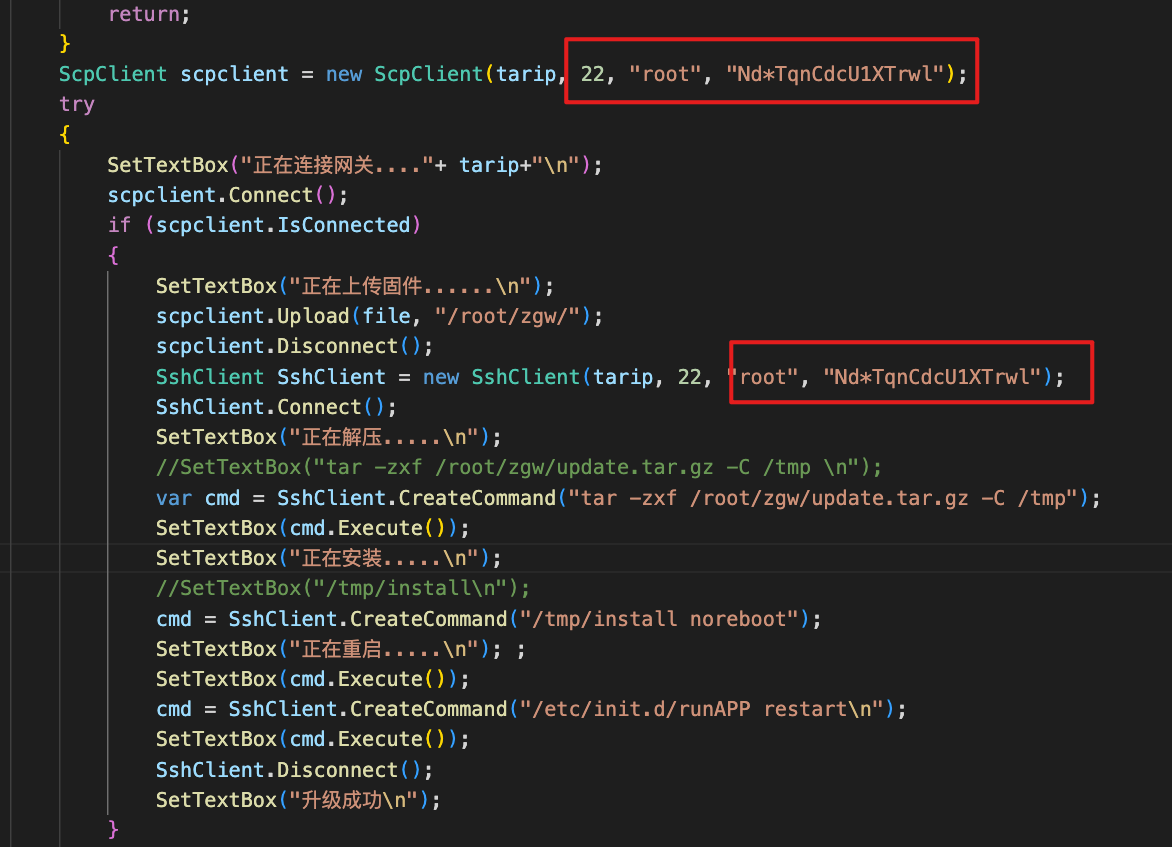 return;
}
ScpClient scpclient = new ScpClient(tarip, 22, "root", "Nd*TqnCdcU1XTrwl");
try
{
SetTextBox("正在连接网关...."+ tarip+"\n");
scpclient.Connect();
if (scpclient.IsConnected)
{
SetTextBox("正在上传固件......\n");
scpclient.Upload(file, "/root/zgw/");
scpclient.Disconnect();
SshClient SshClient = new SshClient(tarip, 22, "root", "Nd*TqnCdcU1XTrwl");
SshClient.Connect();
SetTextBox("正在解压.....\n");
//SetTextBox("tar -zxf /root/zgw/update.tar.gz -C /tmp \n");
var cmd = SshClient.CreateCommand("tar -zxf /root/zgw/update.tar.gz -C /tmp");
SetTextBox(cmd.Execute());
SetTextBox("正在安装.....\n");
//SetTextBox("/tmp/install\n");
cmd = SshClient.CreateCommand("/tmp/install noreboot");
SetTextBox("正在重启.....\n"); ;
SetTextBox(cmd.Execute());
cmd = SshClient.CreateCommand("/etc/init.d/runAPP restart\n");
SetTextBox(cmd.Execute());
SshClient.Disconnect();
SetTextBox("升级成功\n");
}